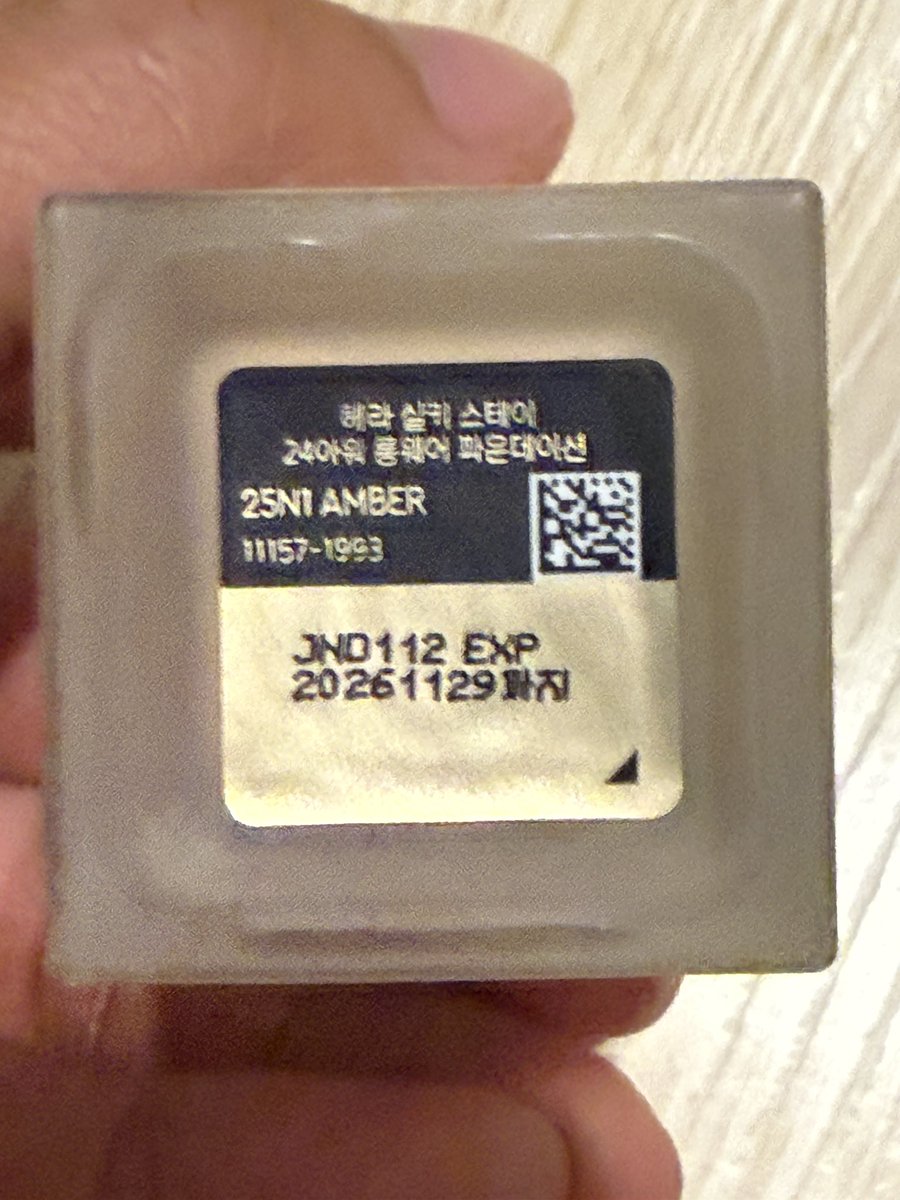 헤라 실키 스테이
24아워 롱웨어 파운데이션
25N1 AMBER
11157-1993
JND112 EXP
20261129까지